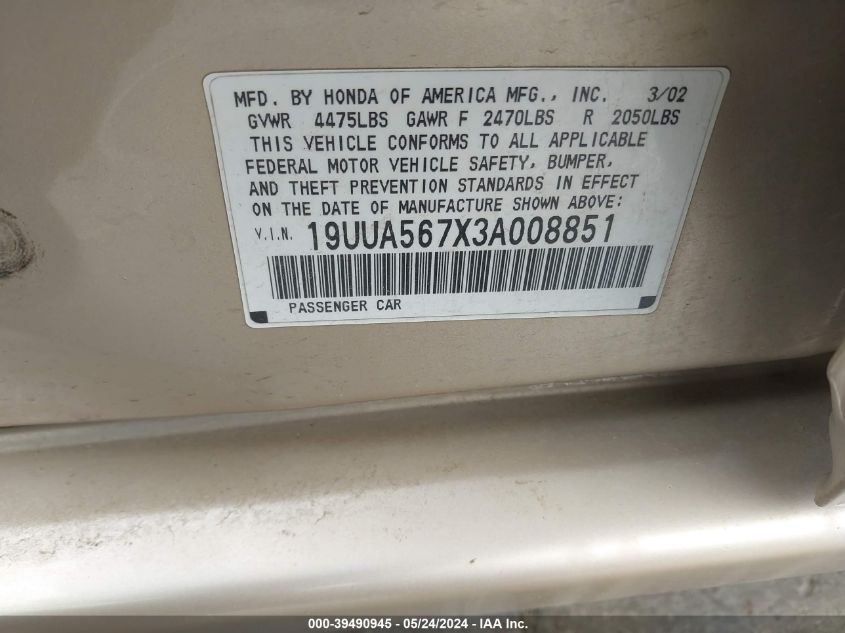 MFD. BY HONDA OF AMERICA MFG., INC. 3/02
GVWR 4475LBS GAWR F 2470LBS R 2050LBS
THIS VEHICLE CONFORMS TO ALL APPLICABLE
FEDERAL MOTOR VEHICLE SAFETY, BUMPER,
AND THEFT PREVENTION STANDARDS IN EFFECT
ON THE DATE OF MANUFACTURE SHOWN ABOVE:
V.I.N. 19UUA567X3A008851
PASSENGER CAR
000-39490945 - 05/24/2024 - IAA Inc.